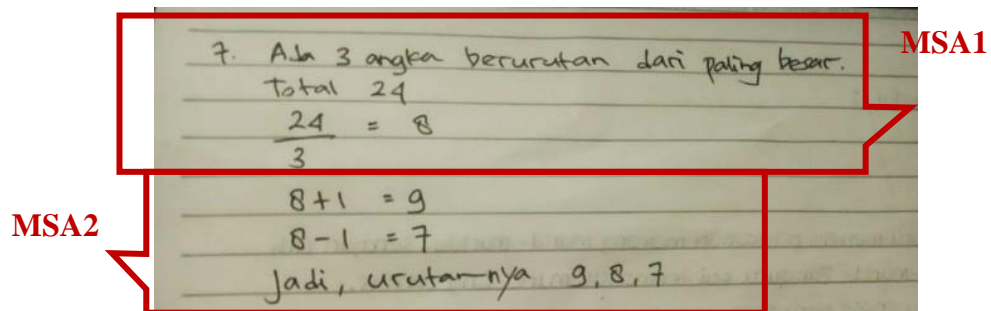 MSA1
7. Ada 3 angka berurutan dari paling besar.
Total 24
24 = 8
3
MSA2
8+1 = 9
8-1 = 7
Jadi, urutannya 9, 8, 7